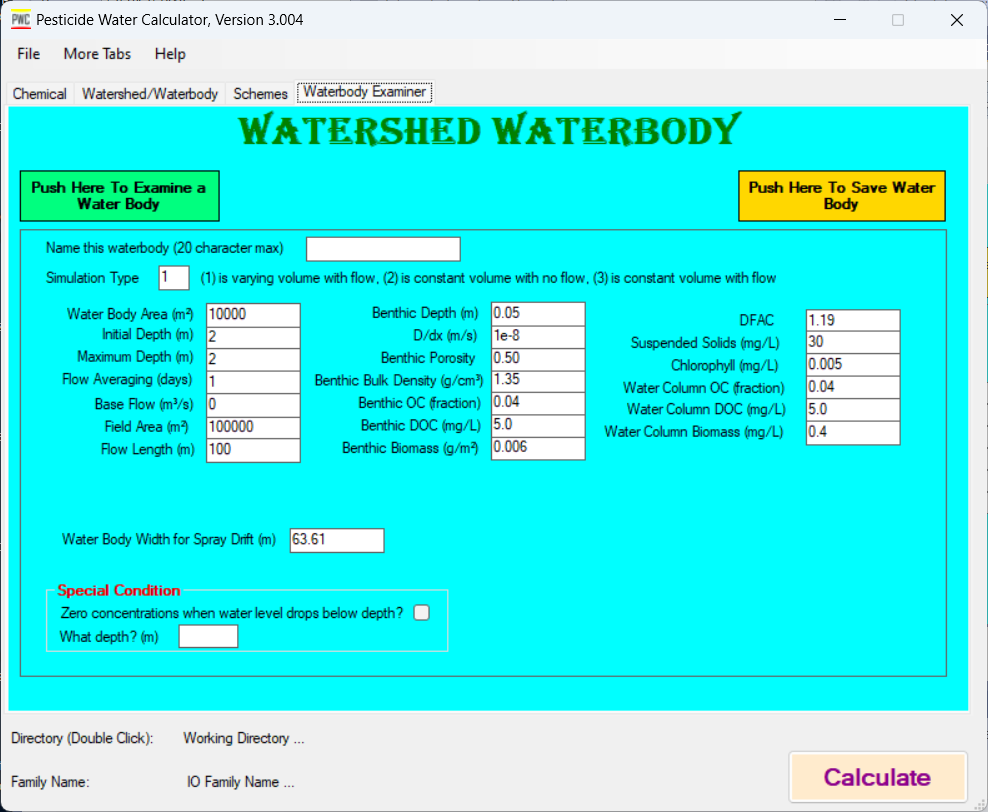 PWC Pesticide Water Calculator, Version 3.004
File More Tabs Help
Chemical Watershed/Waterbody Schemes Waterbody Examiner
WATERSHED WATERBODY
Push Here To Examine a
Water Body
Push Here To Save Water
Body
Name this waterbody (20 character max)
Simulation Type 1 (1) is varying volume with flow, (2) is constant volume with no flow, (3) is constant volume with flow
Water Body Area (m²) 10000
Initial Depth (m) 2
Maximum Depth (m) 2
Flow Averaging (days) 1
Base Flow (m³/s) 0
Field Area (m²) 100000
Flow Length (m) 100
Benthic Depth (m) 0.05
D/dx (m/s) 1e-8
Benthic Porosity 0.50
Benthic Bulk Density (g/cm³) 1.35
Benthic OC (fraction) 0.04
Benthic DOC (mg/L) 5.0
Benthic Biomass (g/m²) 0.006
DFAC 1.19
Suspended Solids (mg/L) 30
Chlorophyll (mg/L) 0.005
Water Column OC (fraction) 0.04
Water Column DOC (mg/L) 5.0
Water Column Biomass (mg/L) 0.4
Water Body Width for Spray Drift (m) 63.61
Special Condition
Zero concentrations when water level drops below depth?
What depth? (m)
Directory (Double Click): Working Directory ...
Family Name: IO Family Name ...
Calculate